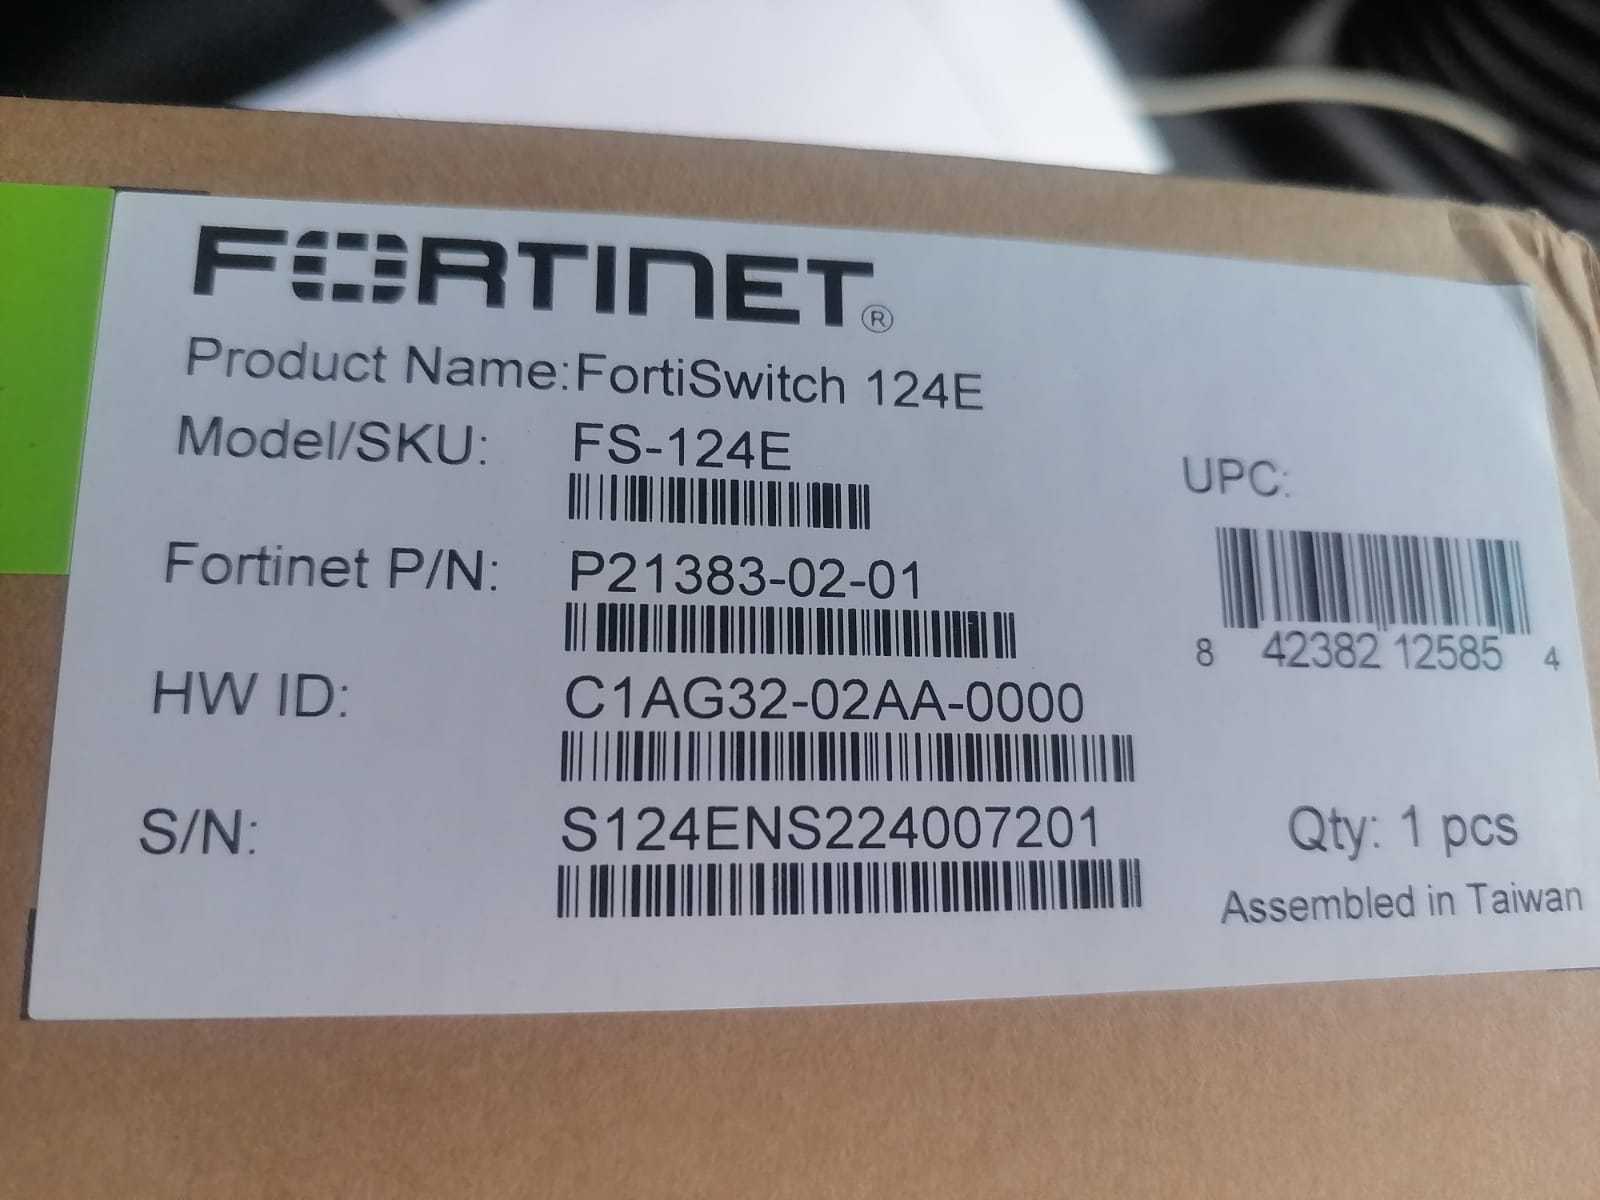 FORTINET®
Product Name:FortiSwitch 124E
Model/SKU: FS-124E
Fortinet P/N: P21383-02-01
HW ID: C1AG32-02AA-0000
S/N: S124ENS224007201
UPC:
8 42382 12585 4
Qty: 1 pcs
Assembled in Taiwan